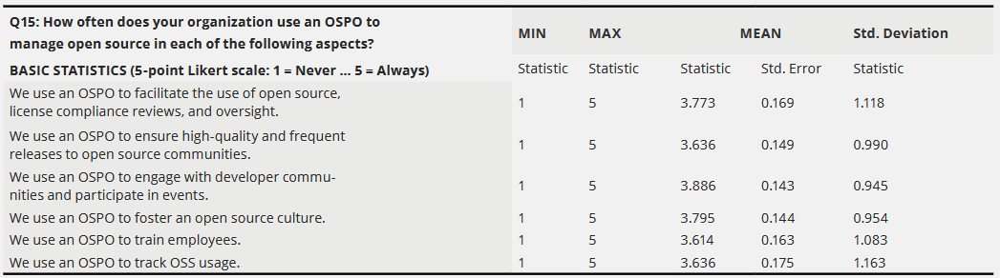 Q15: How often does your organization use an OSPO to
manage open source in each of the following aspects?
MIN MAX MEAN Std. Deviation
BASIC STATISTICS (5-point Likert scale: 1 = Never ... 5 = Always) Statistic Statistic Statistic Std. Error Statistic
We use an OSPO to facilitate the use of open source,
license compliance reviews, and oversight.
1 5 3.773 0.169 1.118
We use an OSPO to ensure high-quality and frequent
releases to open source communities.
1 5 3.636 0.149 0.990
We use an OSPO to engage with developer commu-
nities and participate in events.
1 5 3.886 0.143 0.945
We use an OSPO to foster an open source culture. 1 5 3.795 0.144 0.954
We use an OSPO to train employees. 1 5 3.614 0.163 1.083
We use an OSPO to track OSS usage. 1 5 3.636 0.175 1.163